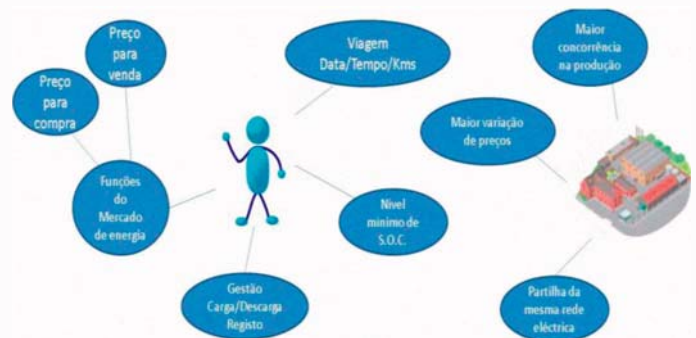 Preço
para
venda
Preço
para
compra
Funções
do
Mercado
de energia
Viagem
Data/Tempo/Kms
Nível
mínimo de
S.O.C.
Gestão
Carga/Descarga
Registo
Maior
concorrência
na produção
Maior variação
de preços
Partilha da
mesma rede
eléctrica